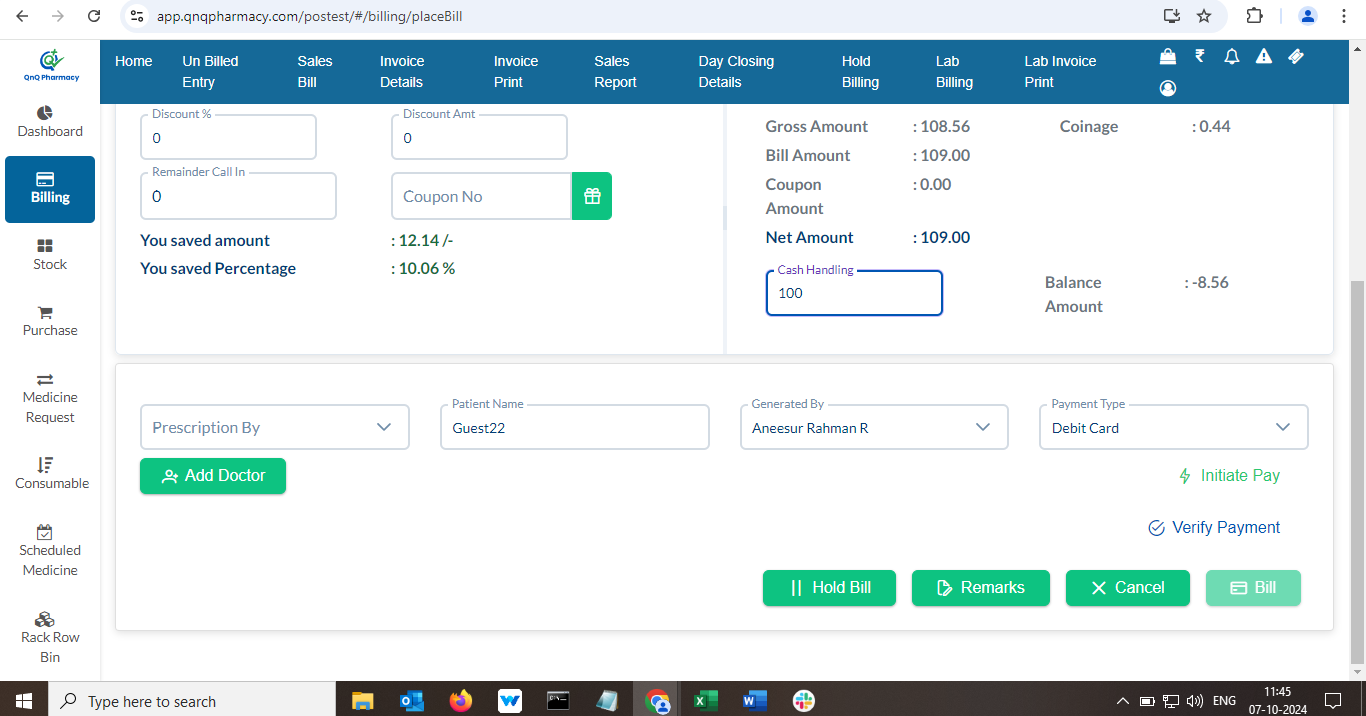 app.qnqpharmacy.com/postest/#/billing/placeBill
QnQ Pharmacy
Home
Un Billed
Entry
Sales
Bill
Invoice
Details
Invoice
Print
Sales
Report
Day Closing
Details
Hold
Billing
Lab
Billing
Lab Invoice
Print
Dashboard
Billing
Stock
Purchase
Medicine
Request
Consumable
Scheduled
Medicine
Rack Row
Bin
Discount %
0
Discount Amt
0
Remainder Call In
0
Coupon No
You saved amount : 12.14 /-
You saved Percentage : 10.06 %
Gross Amount : 108.56
Coinage : 0.44
Bill Amount : 109.00
Coupon
Amount : 0.00
Net Amount : 109.00
Cash Handling
100
Balance
Amount : -8.56
Prescription By
Patient Name
Guest22
Generated By
Aneesur Rahman R
Payment Type
Debit Card
Add Doctor
Initiate Pay
Verify Payment
Hold Bill
Remarks
Cancel
Bill
Type here to search
ENG
11:45
07-10-2024